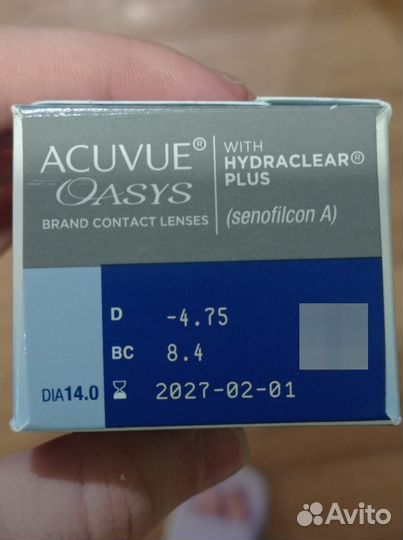 ACUVUE® WITH
OASYS HYDRACLEAR®
PLUS
BRAND CONTACT LENSES (senofilcon A)
D -4.75
BC 8.4
DIA14.0 2027-02-01
Avito